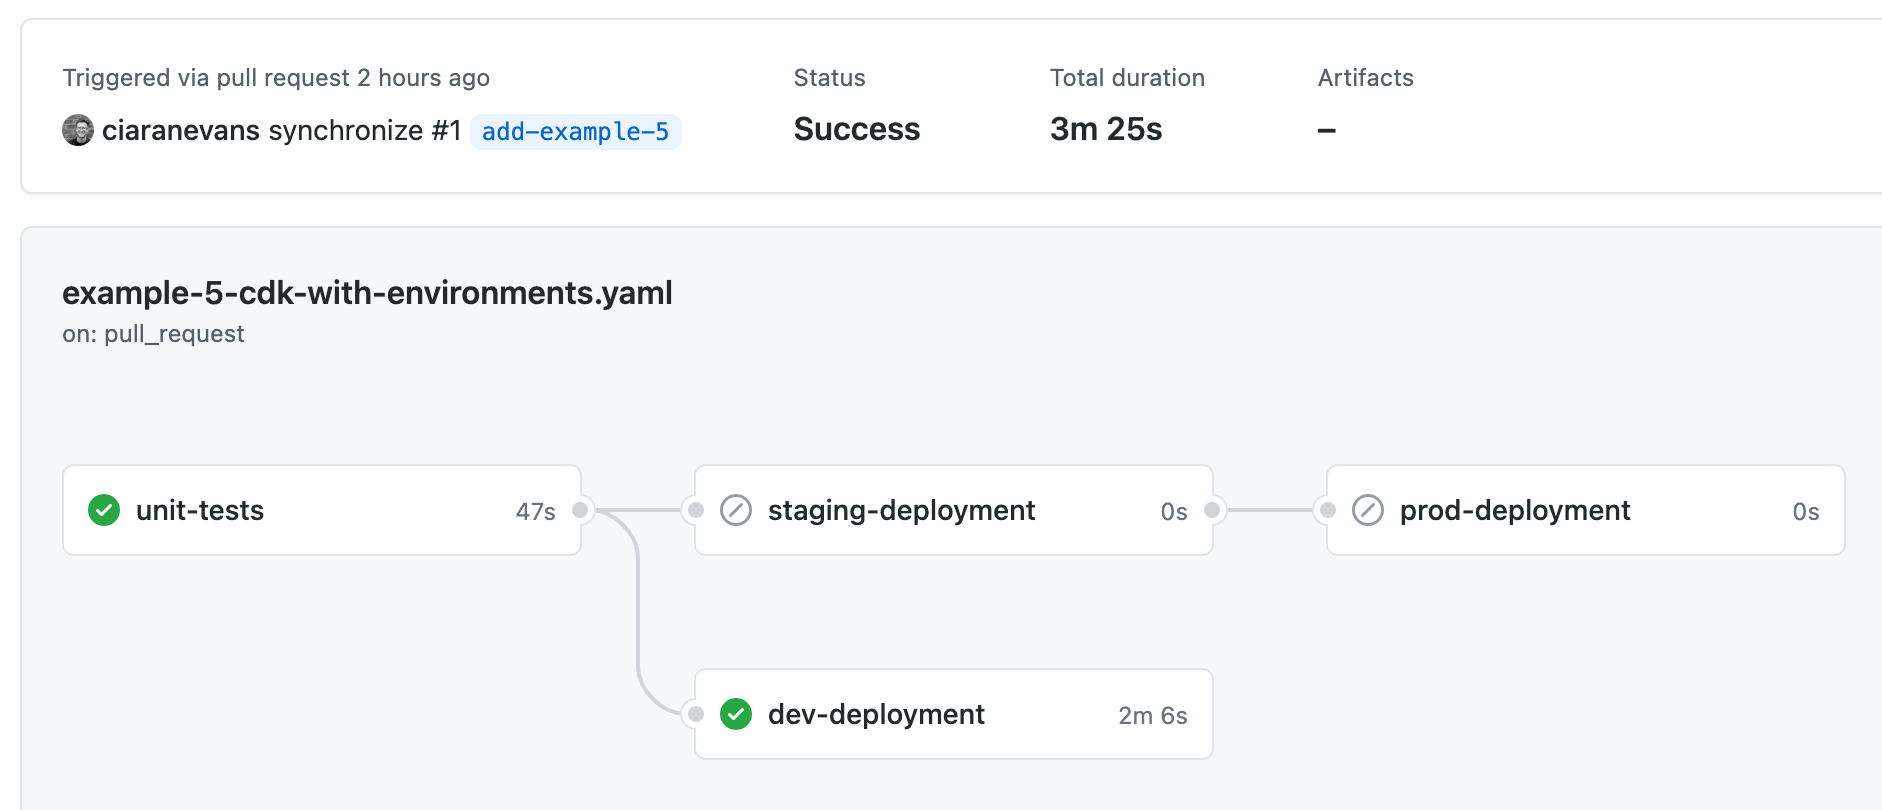 Triggered via pull request 2 hours ago
ciaranevans synchronize #1 add-example-5
Status
Success
Total duration
3m 25s
Artifacts
–
example-5-cdk-with-environments.yaml
on: pull_request
unit-tests 47s
staging-deployment 0s
prod-deployment 0s
dev-deployment 2m 6s